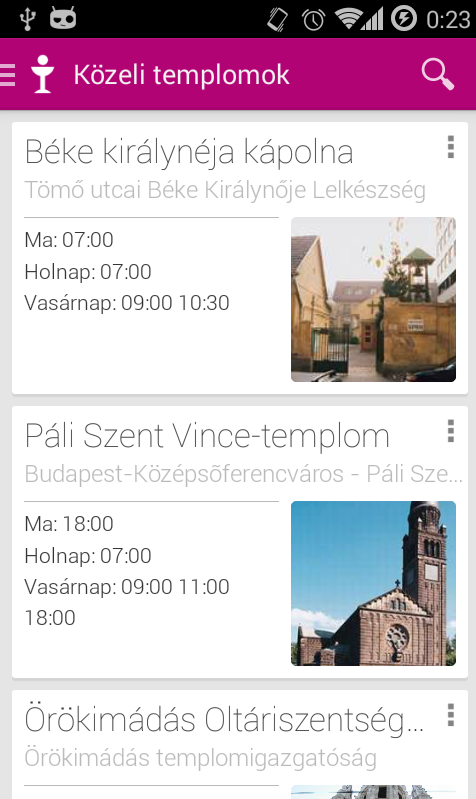 0:23
Közeli templomok
Béke királynéja kápolna
Tömő utcai Béke Királynője Lelkészség
Ma: 07:00
Holnap: 07:00
Vasárnap: 09:00 10:30
Páli Szent Vince-templom
Budapest-Középsõferencváros - Páli Sze...
Ma: 18:00
Holnap: 07:00
Vasárnap: 09:00 11:00
18:00
Örökimádás Oltáriszentség...
Örökimádás templomigazgatóság